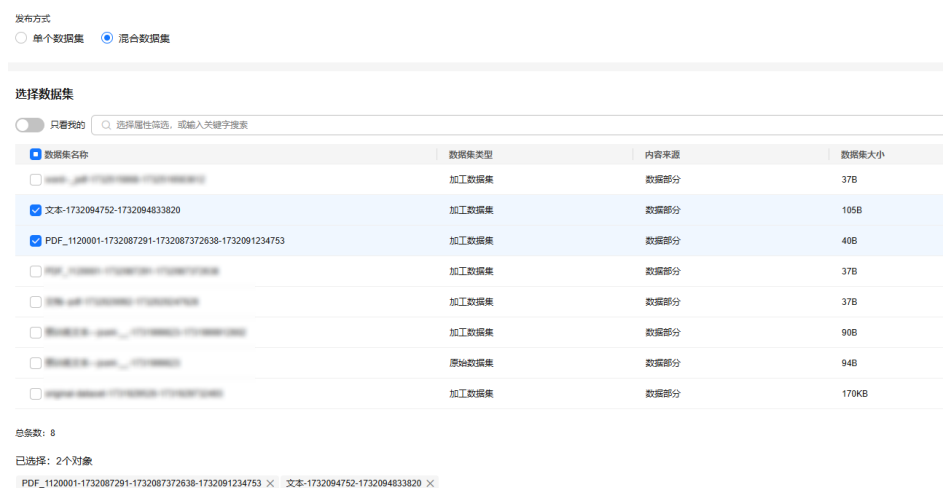 发布方式
单个数据集 混合数据集
选择数据集
只看我的 选择属性筛选，或输入关键字搜索
数据集名称 数据集类型 内容来源 数据集大小
加工数据集 数据部分 37B
文本-1732094752-1732094833820 加工数据集 数据部分 105B
PDF_1120001-1732087291-1732087372638-1732091234753 加工数据集 数据部分 40B
加工数据集 数据部分 37B
加工数据集 数据部分 37B
加工数据集 数据部分 90B
原始数据集 数据部分 94B
加工数据集 数据部分 170KB
总条数：8
已选择：2个对象
PDF_1120001-1732087291-1732087372638-1732091234753 × 文本-1732094752-1732094833820 ×